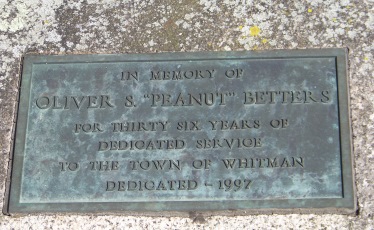 IN MEMORY OF
OLIVER S. "PEANUT" BETTERS
FOR THIRTY SIX YEARS OF
DEDICATED SERVICE
TO THE TOWN OF WHITMAN
DEDICATED - 1997